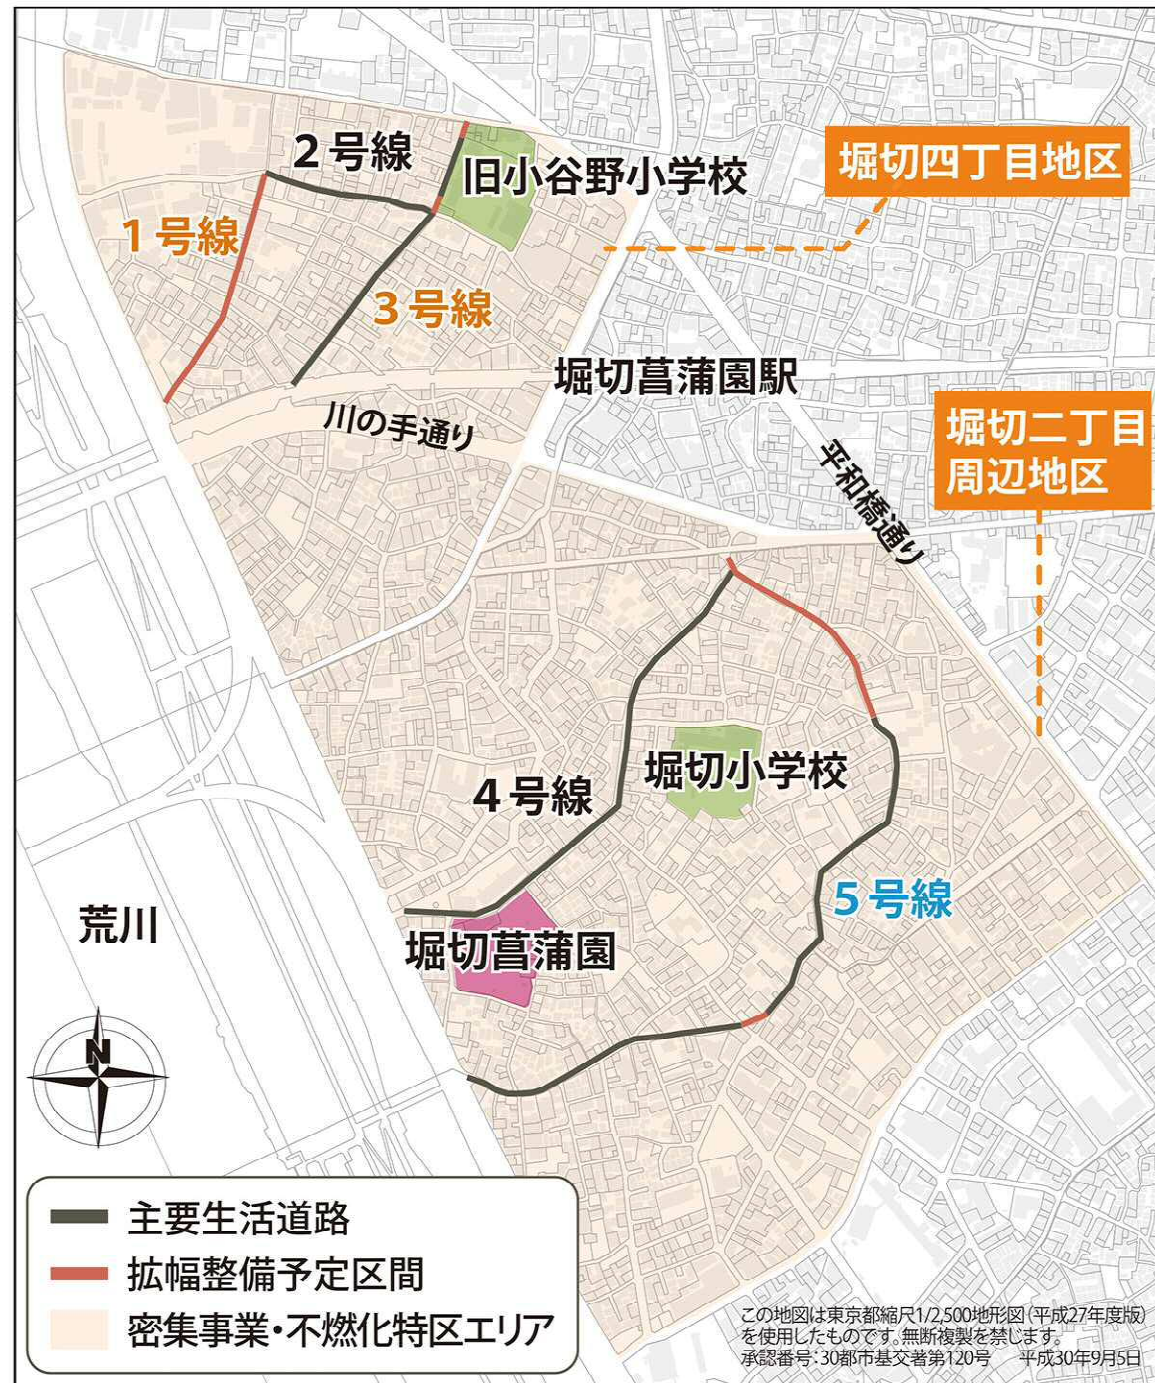 2号線
旧小谷野小学校
堀切四丁目地区
1号線
3号線
堀切菖蒲園駅
川の手通り
堀切二丁目
周辺地区
平和橋通り
堀切小学校
4号線
5号線
荒川
堀切菖蒲園
N
主要生活道路
拡幅整備予定区間
密集事業・不燃化特区エリア
この地図は東京都縮尺1/2,500地形図(平成27年度版)
を使用したものです。無断複製を禁じます。
承認番号:30都市基交著第120号　平成30年9月5日